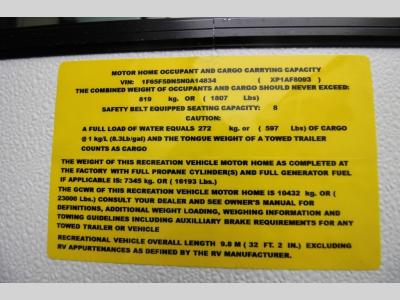 MOTOR HOME OCCUPANT AND CARGO CARRYING CAPACITY
VIN: 1F65F5DN5N0A14834 ( XP1AF8093 )
THE COMBINED WEIGHT OF OCCUPANTS AND CARGO SHOULD NEVER EXCEED:
819 kg. OR ( 1807 Lbs)
SAFETY BELT EQUIPPED SEATING CAPACITY: 8
CAUTION:
A FULL LOAD OF WATER EQUALS 272 kg. or ( 597 Lbs) OF CARGO
@ 1 kg/L (8.3Lb/gal) AND THE TONGUE WEIGHT OF A TOWED TRAILER
COUNTS AS CARGO
THE WEIGHT OF THIS RECREATION VEHICLE MOTOR HOME AS COMPLETED AT
THE FACTORY WITH FULL PROPANE CYLINDER(S) AND FULL GENERATOR FUEL
IF APPLICABLE IS: 7345 kg. OR ( 16193 Lbs.)
THE GCWR OF THIS RECREATION VEHICLE MOTOR HOME IS 10432 kg. OR (
23000 Lbs.) CONSULT YOUR DEALER AND SEE OWNER'S MANUAL FOR
DEFINITIONS, ADDITIONAL WEIGHT LOADING, WEIGHING INFORMATION AND
TOWING GUIDELINES INCLUDING AUXILLIARY BRAKE REQUIREMENTS FOR ANY
TOWED TRAILER OR VEHICLE
RECREATIONAL VEHICLE OVERALL LENGTH 9.8 M ( 32 FT. 2 IN.) EXCLUDING
RV APPURTENANCES AS DEFINED BY THE RV MANUFACTURER.